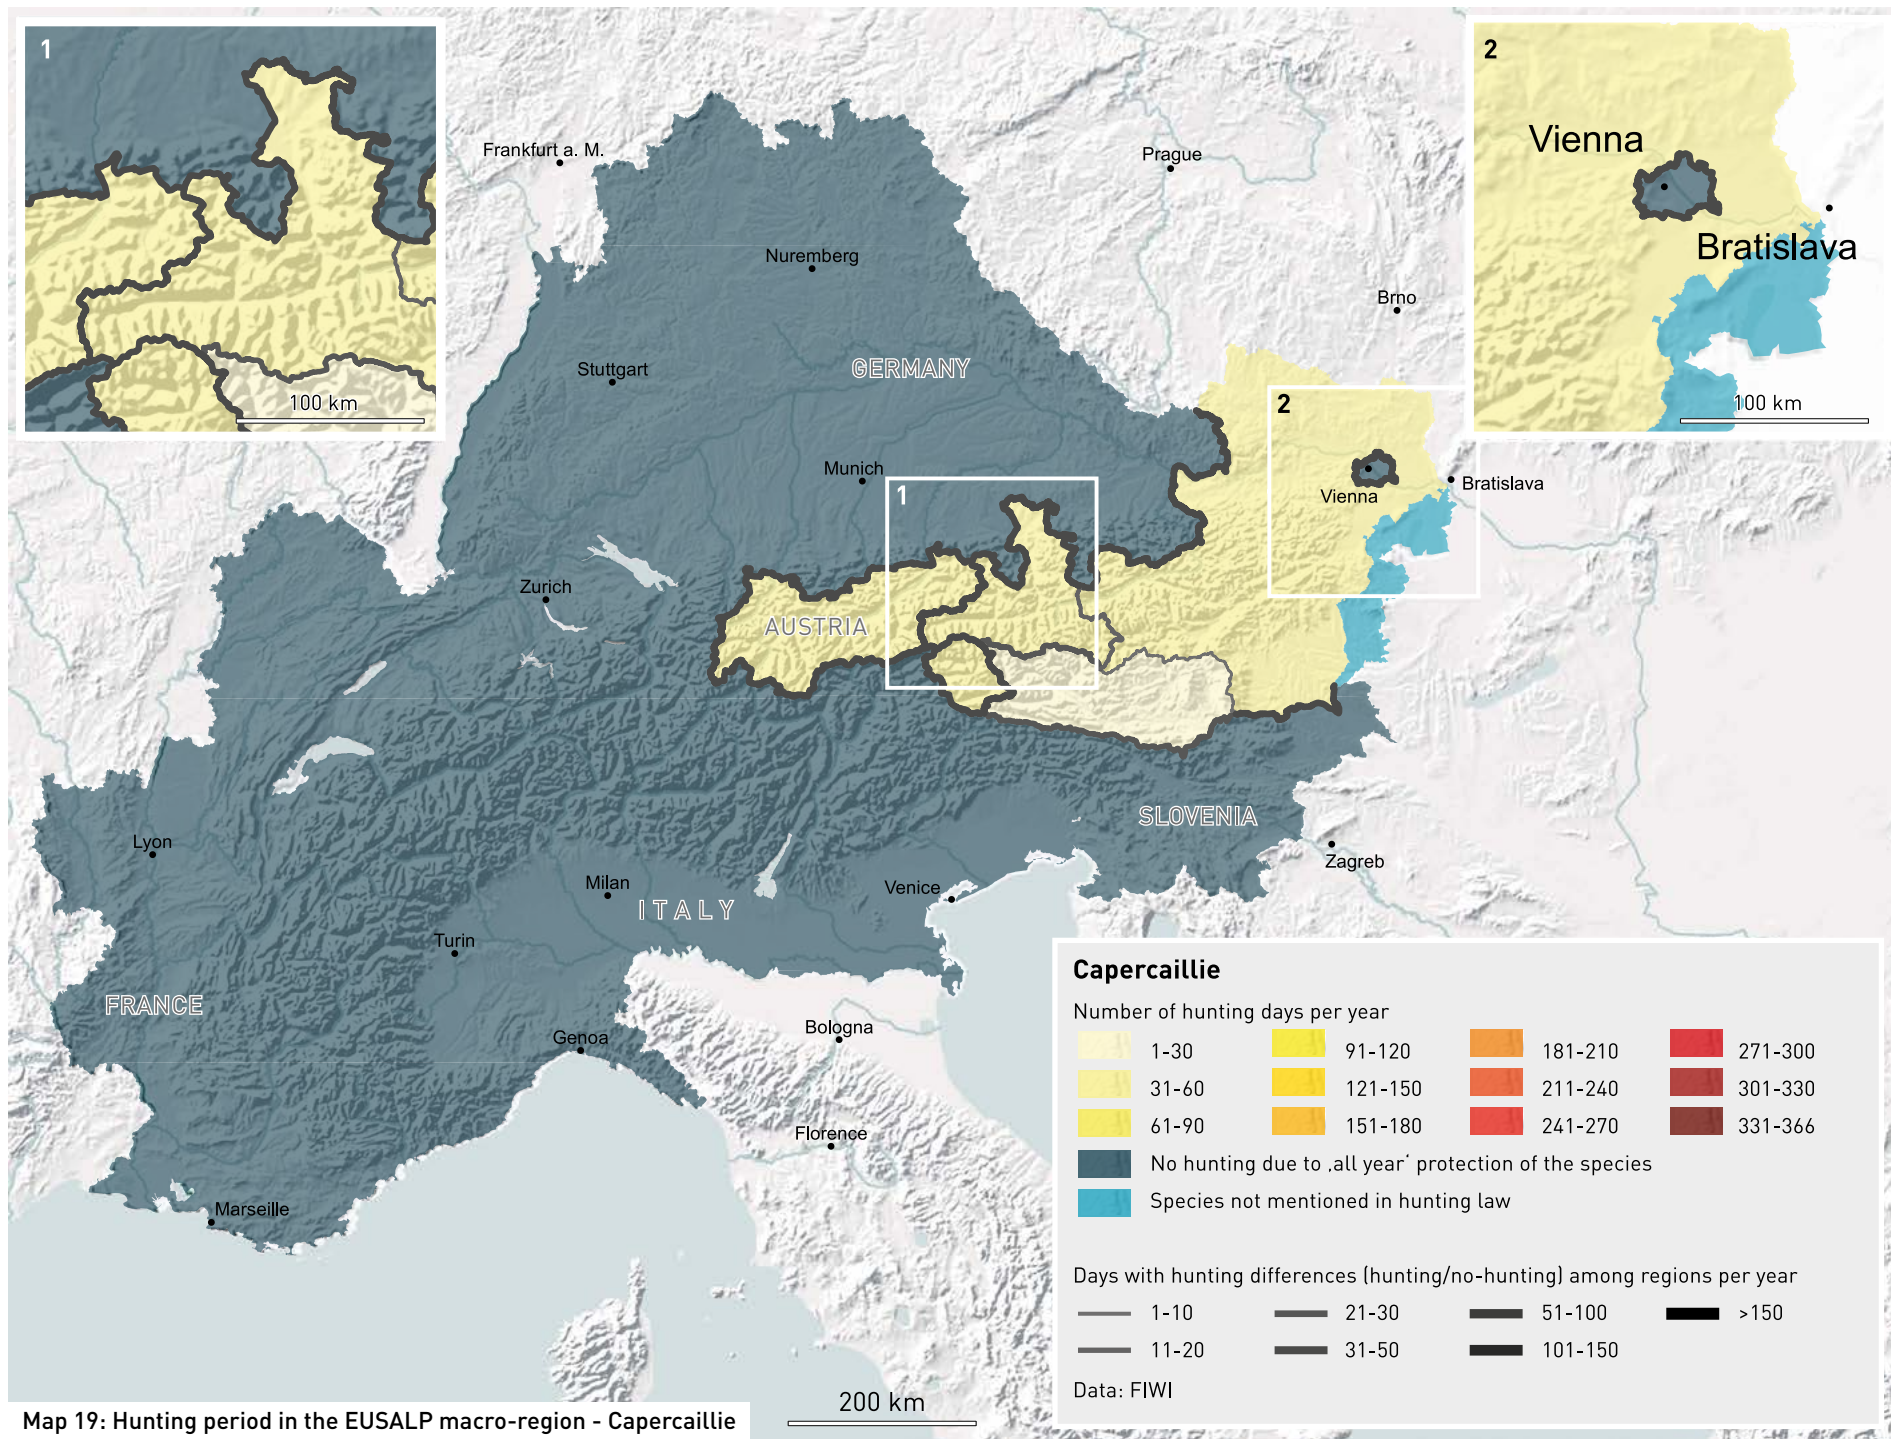 1
100 km
2
Vienna
Bratislava
100 km
Frankfurt a. M.
Prague
Nuremberg
Brno
Stuttgart
GERMANY
2
Munich
1
Vienna
Bratislava
Zurich
AUSTRIA
SLOVENIA
Lyon
Zagreb
Milan
Venice
ITALY
Turin
FRANCE
Genoa
Bologna
Florence
Marseille
Capercaillie
Number of hunting days per year
1-30 91-120 181-210 271-300
31-60 121-150 211-240 301-330
61-90 151-180 241-270 331-366
No hunting due to ‚all year‘ protection of the species
Species not mentioned in hunting law
Days with hunting differences (hunting/no-hunting) among regions per year
1-10 21-30 51-100 >150
11-20 31-50 101-150
Data: FIWI
200 km
Map 19: Hunting period in the EUSALP macro-region - Capercaillie